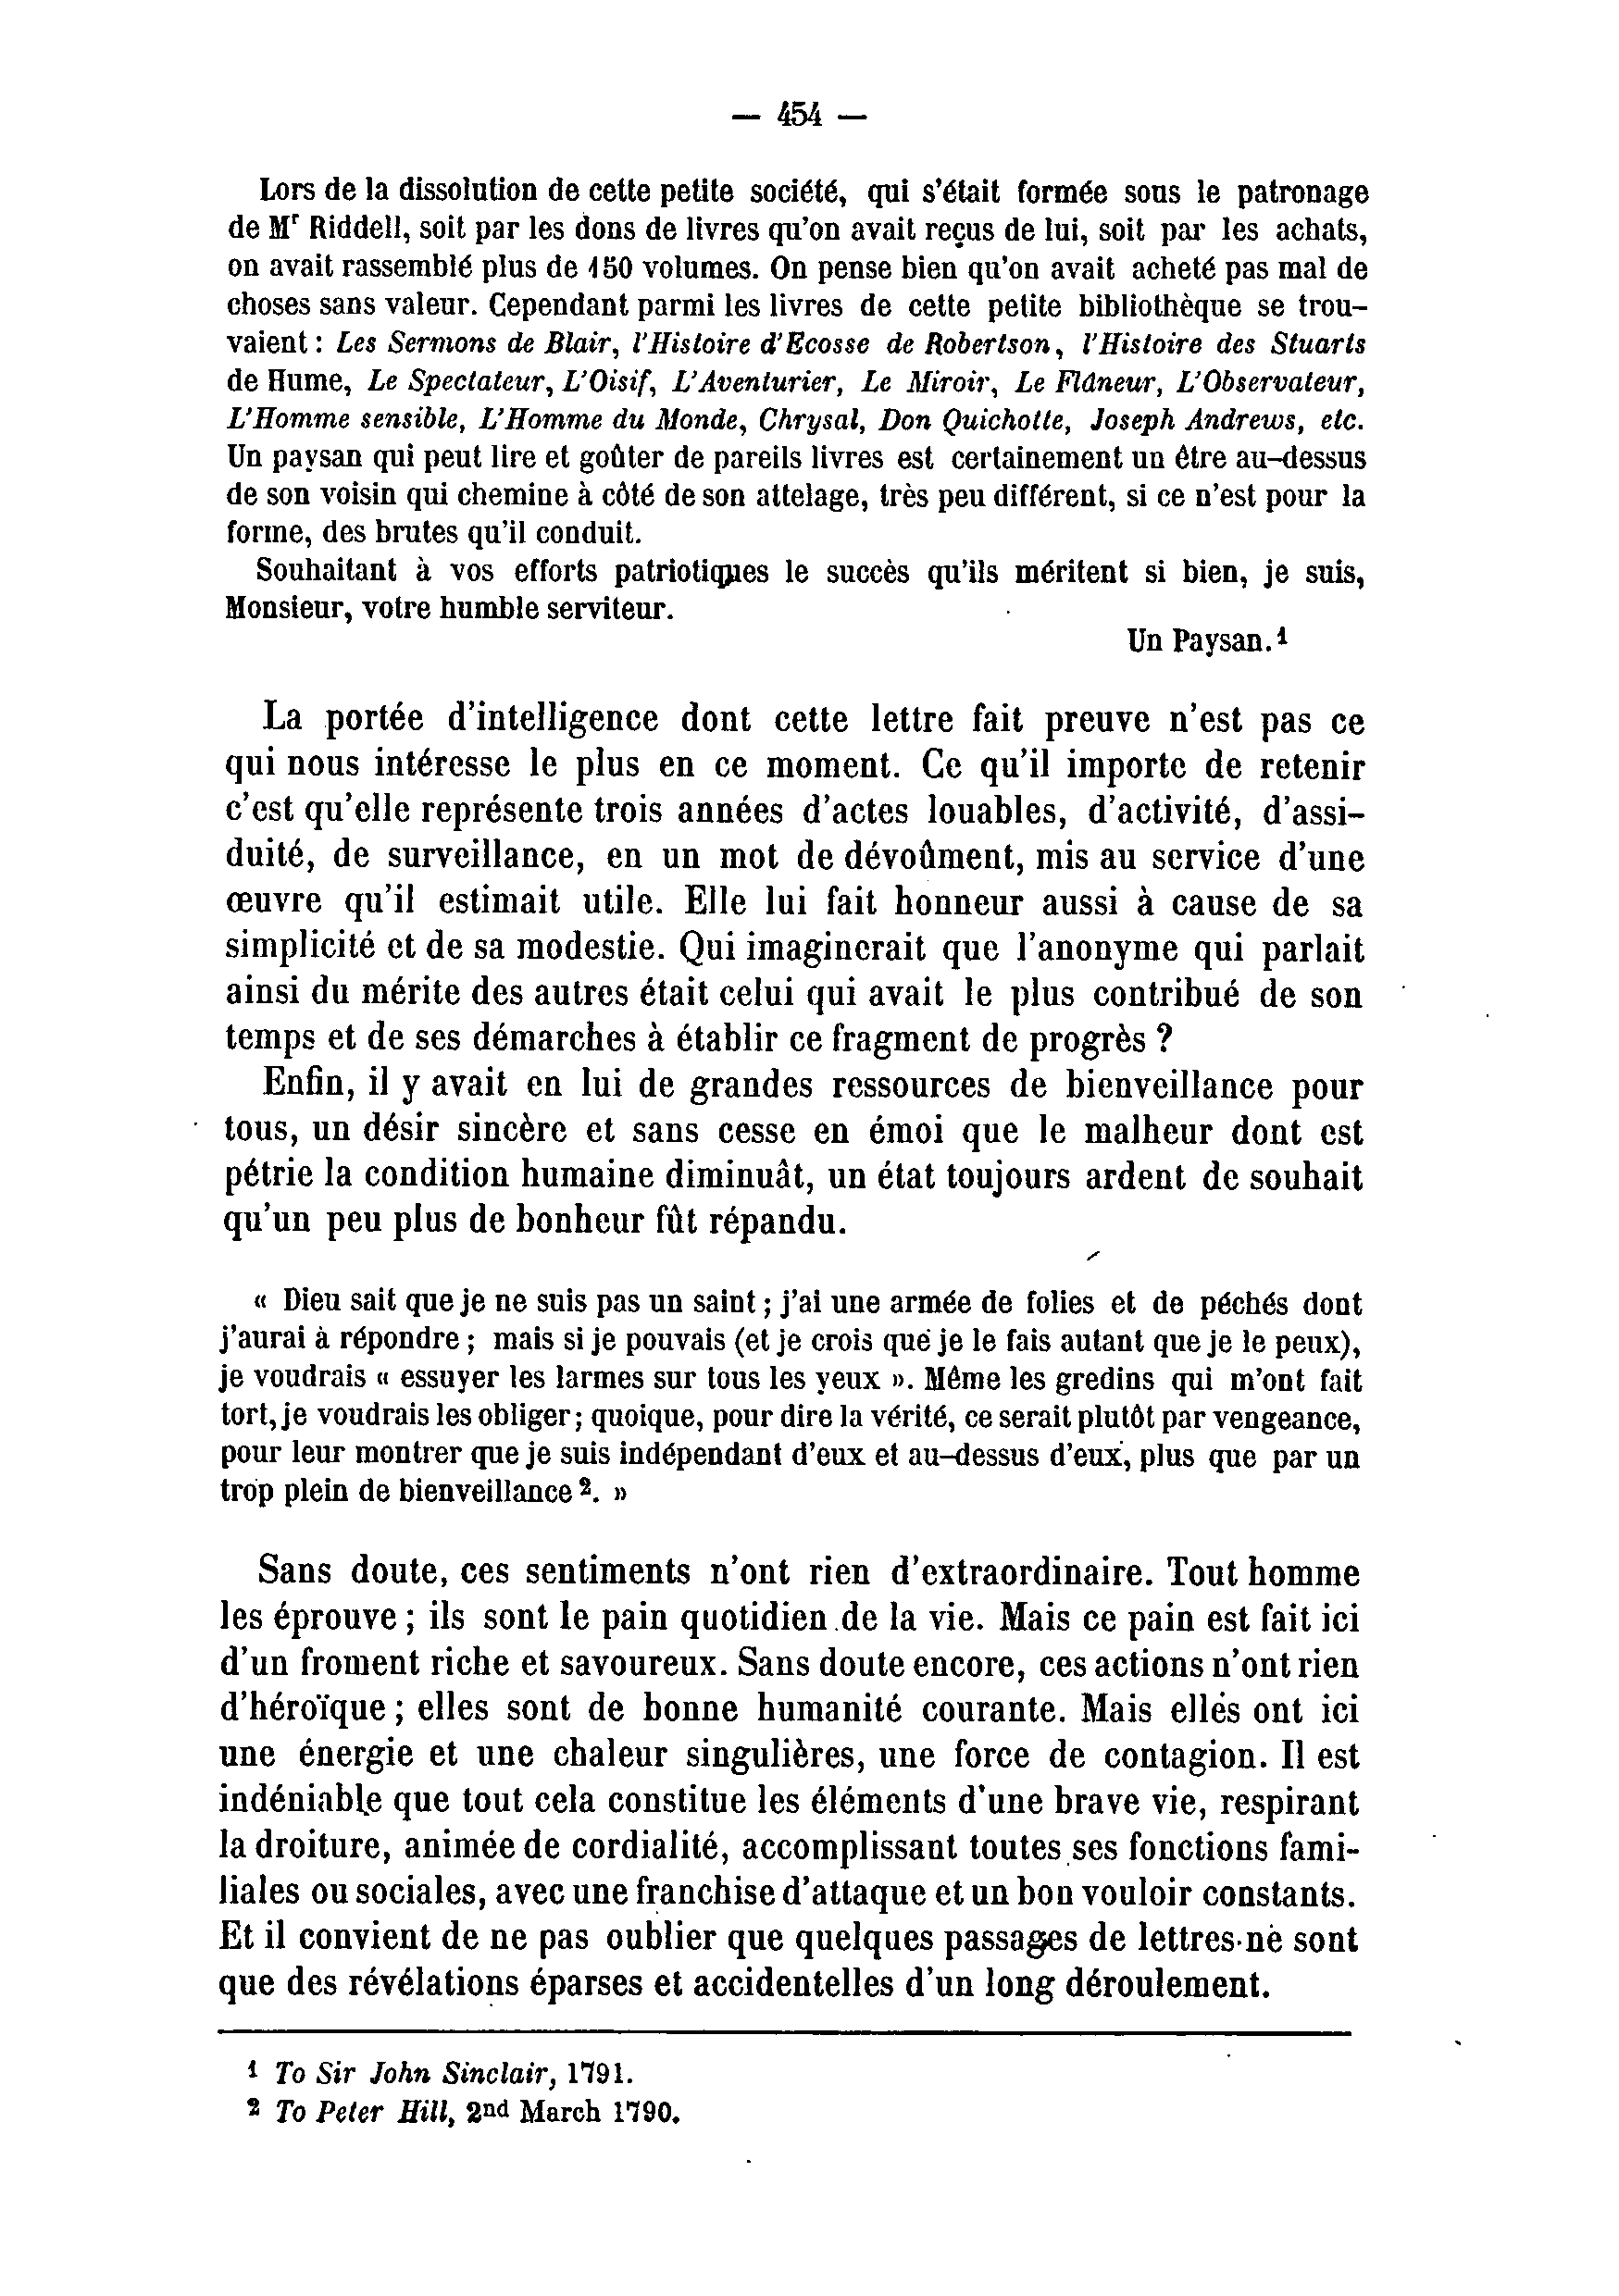 — 454 —
Lors de la dissolution de cette petite société, qui s'était formée sous le patronage
de Mr Riddell, soit par les dons de livres qu'on avait reçus de lui, soit par les achats,
on avait rassemblé plus de 150 volumes. On pense bien qu'on avait acheté pas mal de
choses sans valeur. Cependant parmi les livres de cette petite bibliothèque se trou-
vaient : Les Sermons de Blair, l'Histoire d'Ecosse de Robertson, l'Histoire des Stuarts
de Hume, Le Spectateur, L'Oisif, L'Aventurier, Le Miroir, Le Flâneur, L'Observateur,
L'Homme sensible, L'Homme du Monde, Chrysal, Don Quichotte, Joseph Andrews, etc.
Un paysan qui peut lire et goûter de pareils livres est certainement un être au-dessus
de son voisin qui chemine à côté de son attelage, très peu différent, si ce n'est pour la
forme, des brutes qu'il conduit.
Souhaitant à vos efforts patriotiques le succès qu'ils méritent si bien, je suis,
Monsieur, votre humble serviteur.
Un Paysan.1
La portée d'intelligence dont cette lettre fait preuve n'est pas ce
qui nous intéresse le plus en ce moment. Ce qu'il importe de retenir
c'est qu'elle représente trois années d'actes louables, d'activité, d'assi-
duité, de surveillance, en un mot de dévoûment, mis au service d'une
œuvre qu'il estimait utile. Elle lui fait honneur aussi à cause de sa
simplicité et de sa modestie. Qui imaginerait que l'anonyme qui parlait
ainsi du mérite des autres était celui qui avait le plus contribué de son
temps et de ses démarches à établir ce fragment de progrès ?
Enfin, il y avait en lui de grandes ressources de bienveillance pour
tous, un désir sincère et sans cesse en émoi que le malheur dont est
pétrie la condition humaine diminuât, un état toujours ardent de souhait
qu'un peu plus de bonheur fût répandu.
« Dieu sait que je ne suis pas un saint ; j'ai une armée de folies et de péchés dont
j'aurai à répondre ; mais si je pouvais (et je crois que je le fais autant que je le peux),
je voudrais « essuyer les larmes sur tous les yeux ». Même les gredins qui m'ont fait
tort, je voudrais les obliger ; quoique, pour dire la vérité, ce serait plutôt par vengeance,
pour leur montrer que je suis indépendant d'eux et au-dessus d'eux, plus que par un
trop plein de bienveillance 2. »
Sans doute, ces sentiments n'ont rien d'extraordinaire. Tout homme
les éprouve ; ils sont le pain quotidien de la vie. Mais ce pain est fait ici
d'un froment riche et savoureux. Sans doute encore, ces actions n'ont rien
d'héroïque ; elles sont de bonne humanité courante. Mais elles ont ici
une énergie et une chaleur singulières, une force de contagion. Il est
indéniable que tout cela constitue les éléments d'une brave vie, respirant
la droiture, animée de cordialité, accomplissant toutes ses fonctions fami-
liales ou sociales, avec une franchise d'attaque et un bon vouloir constants.
Et il convient de ne pas oublier que quelques passages de lettres ne sont
que des révélations éparses et accidentelles d'un long déroulement.
1 To Sir John Sinclair, 1791.
2 To Peter Hill, 2nd March 1790.